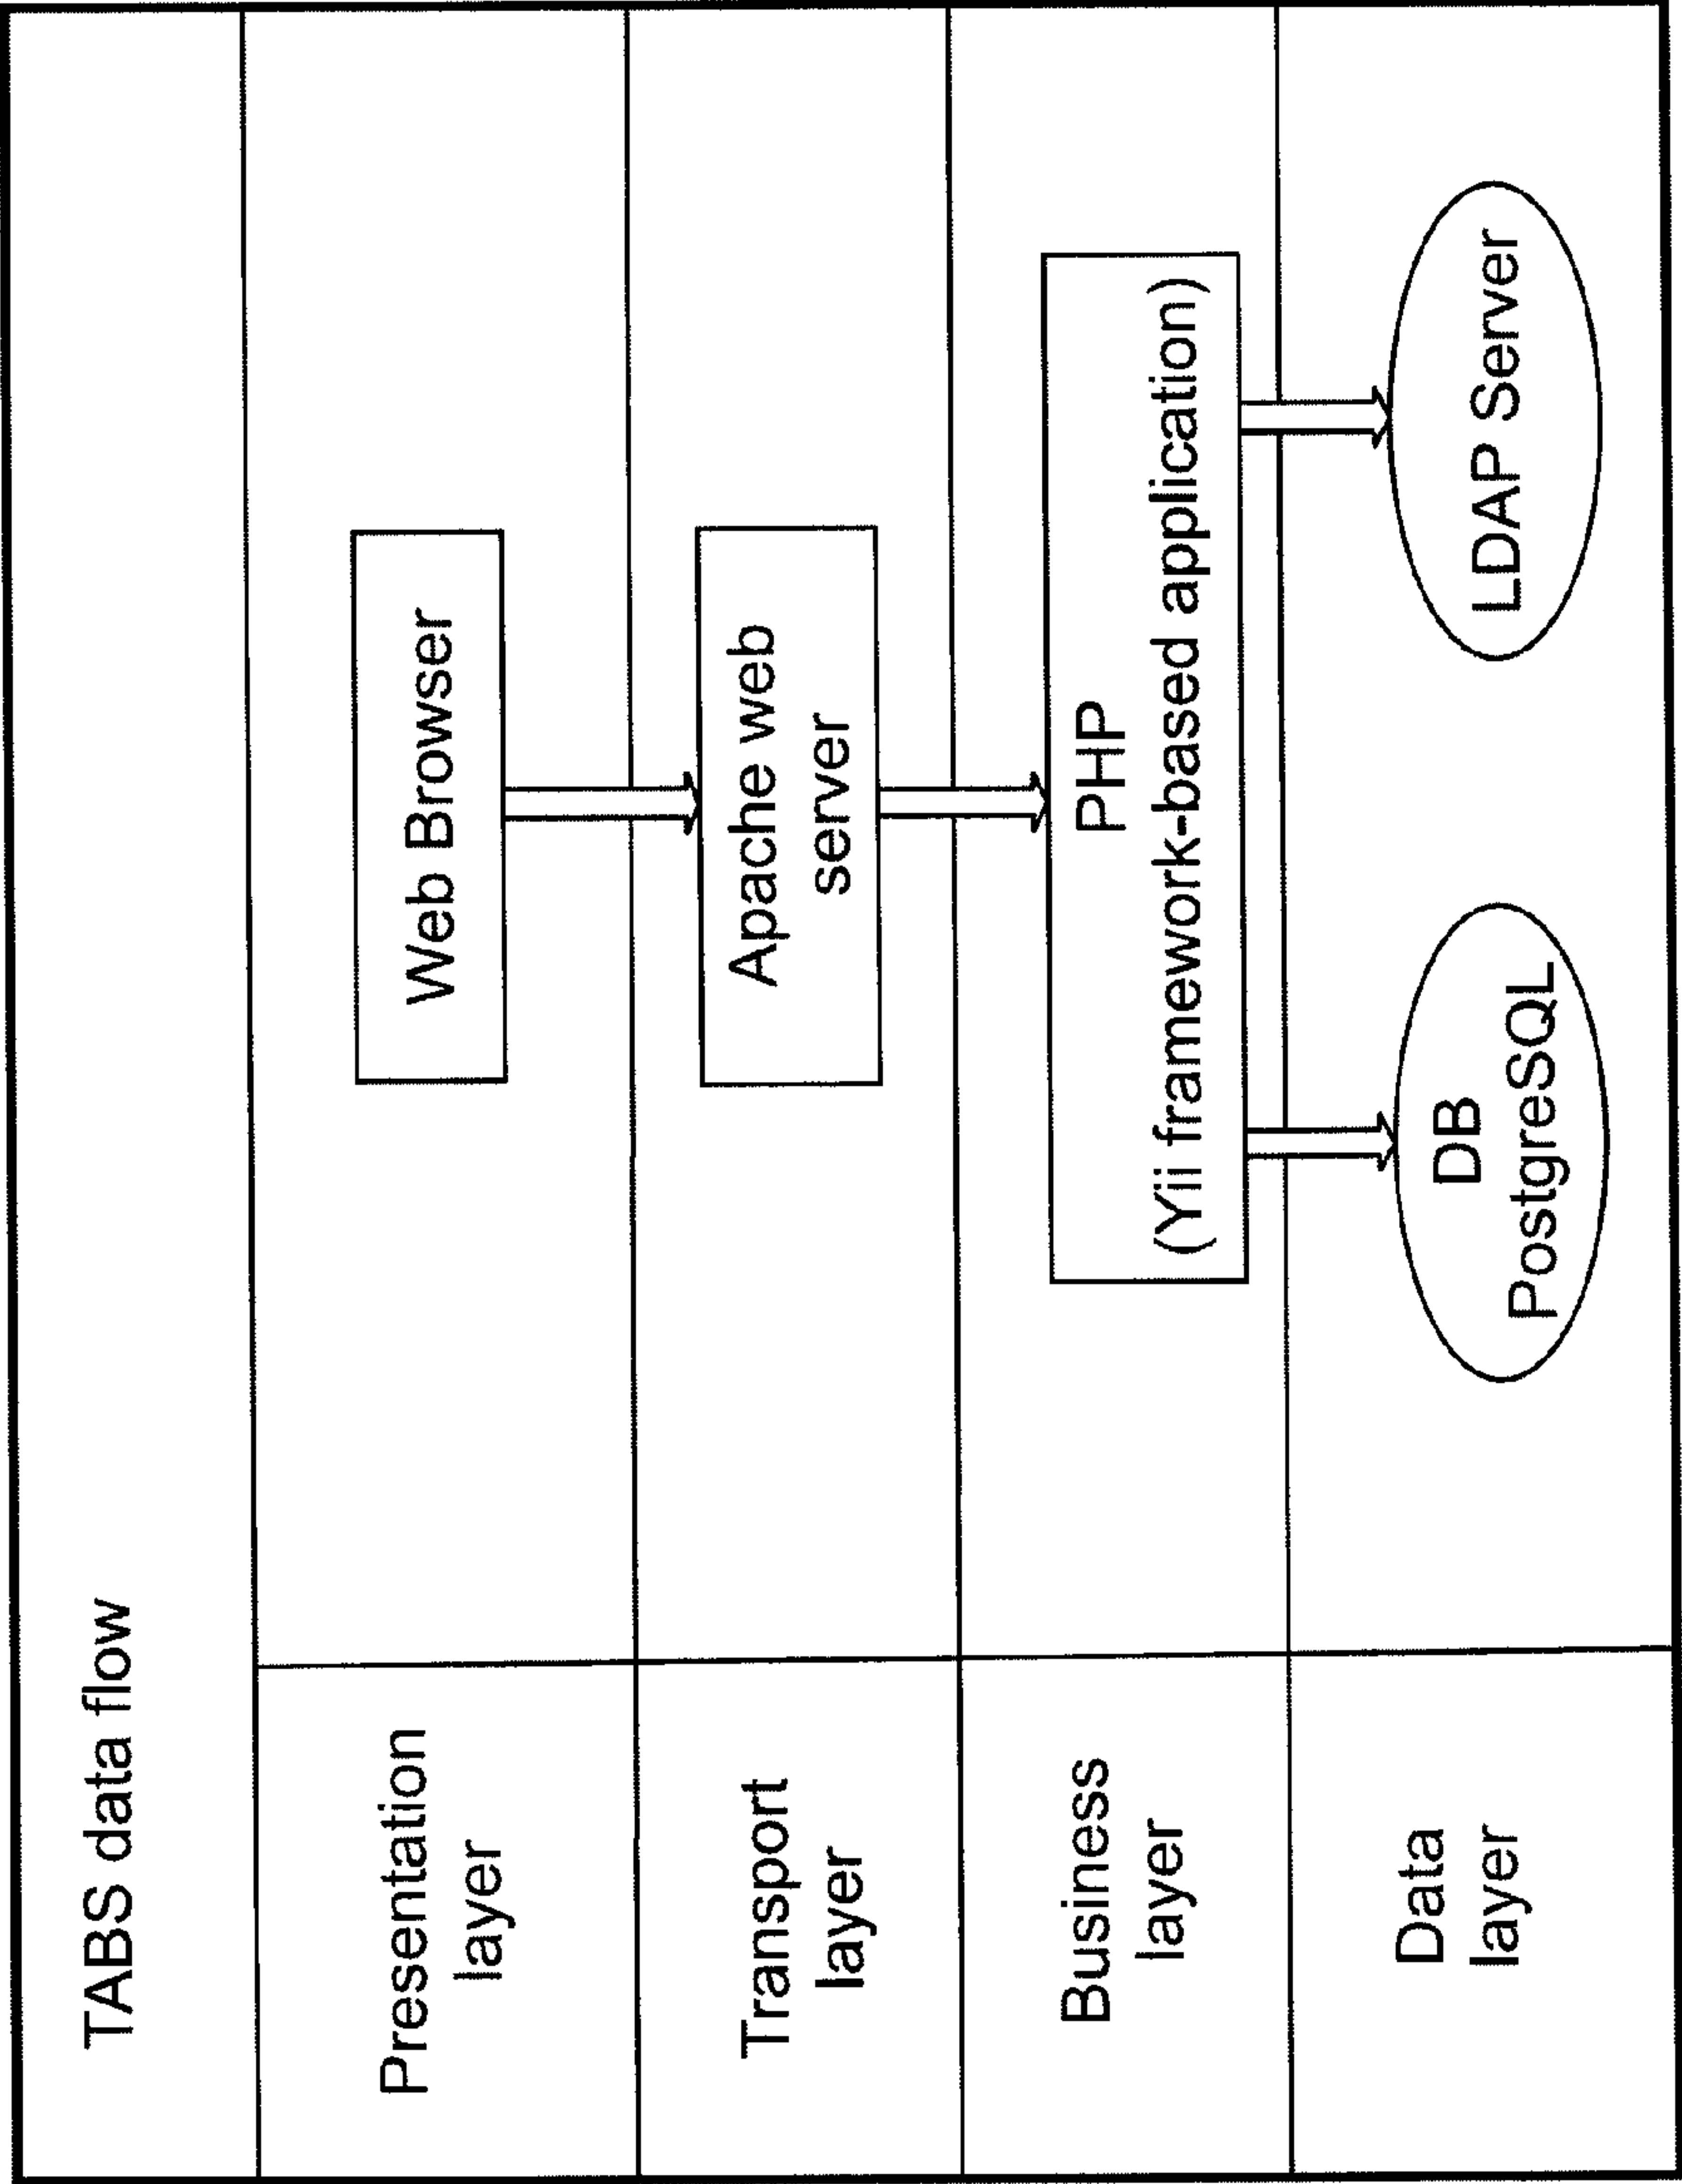 TABS data flow
Presentation
layer
Web Browser
Transport
layer
Apache web
server
Business
layer
PHP
(Yii framework-based application)
Data
layer
DB
PostgreSQL
LDAP Server